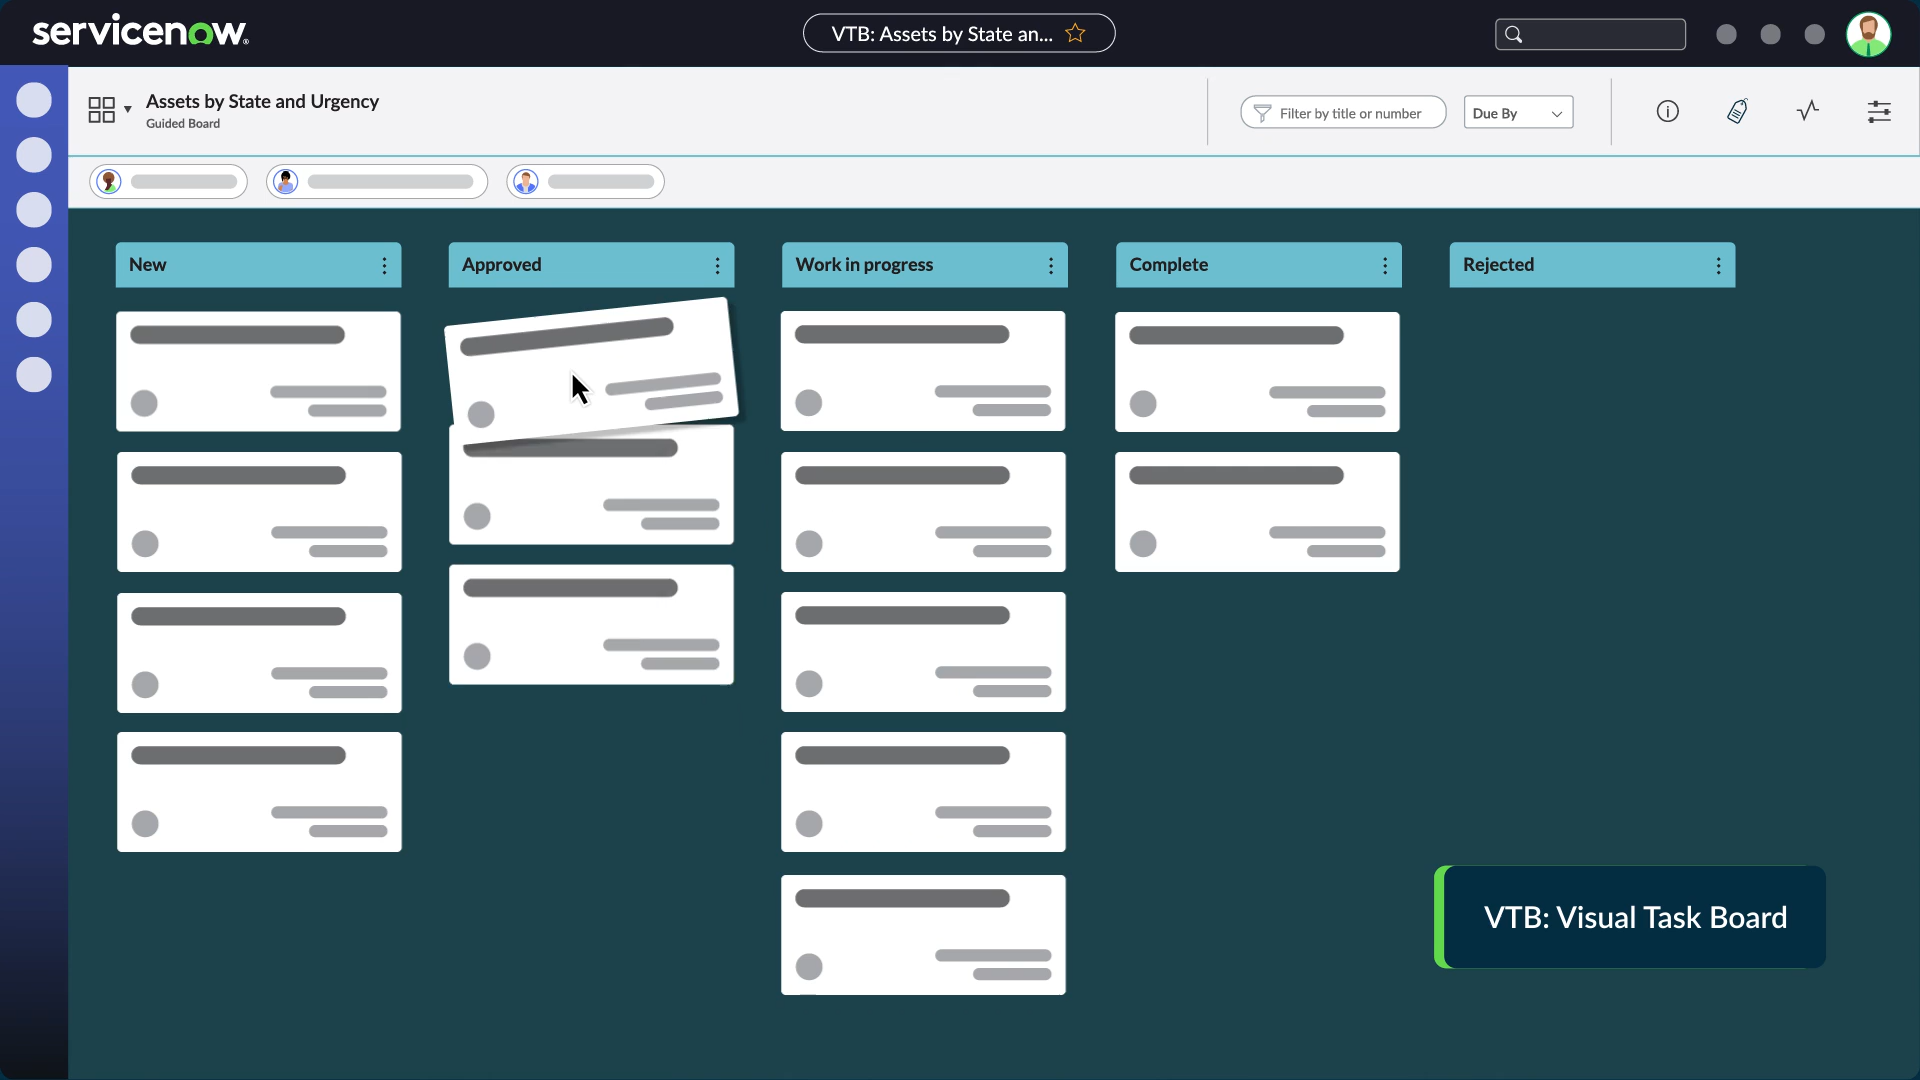 servicenow.
VTB: Assets by State an...
Assets by State and Urgency
Guided Board
Filter by title or number
Due By
New
Approved
Work in progress
Complete
Rejected
VTB: Visual Task Board